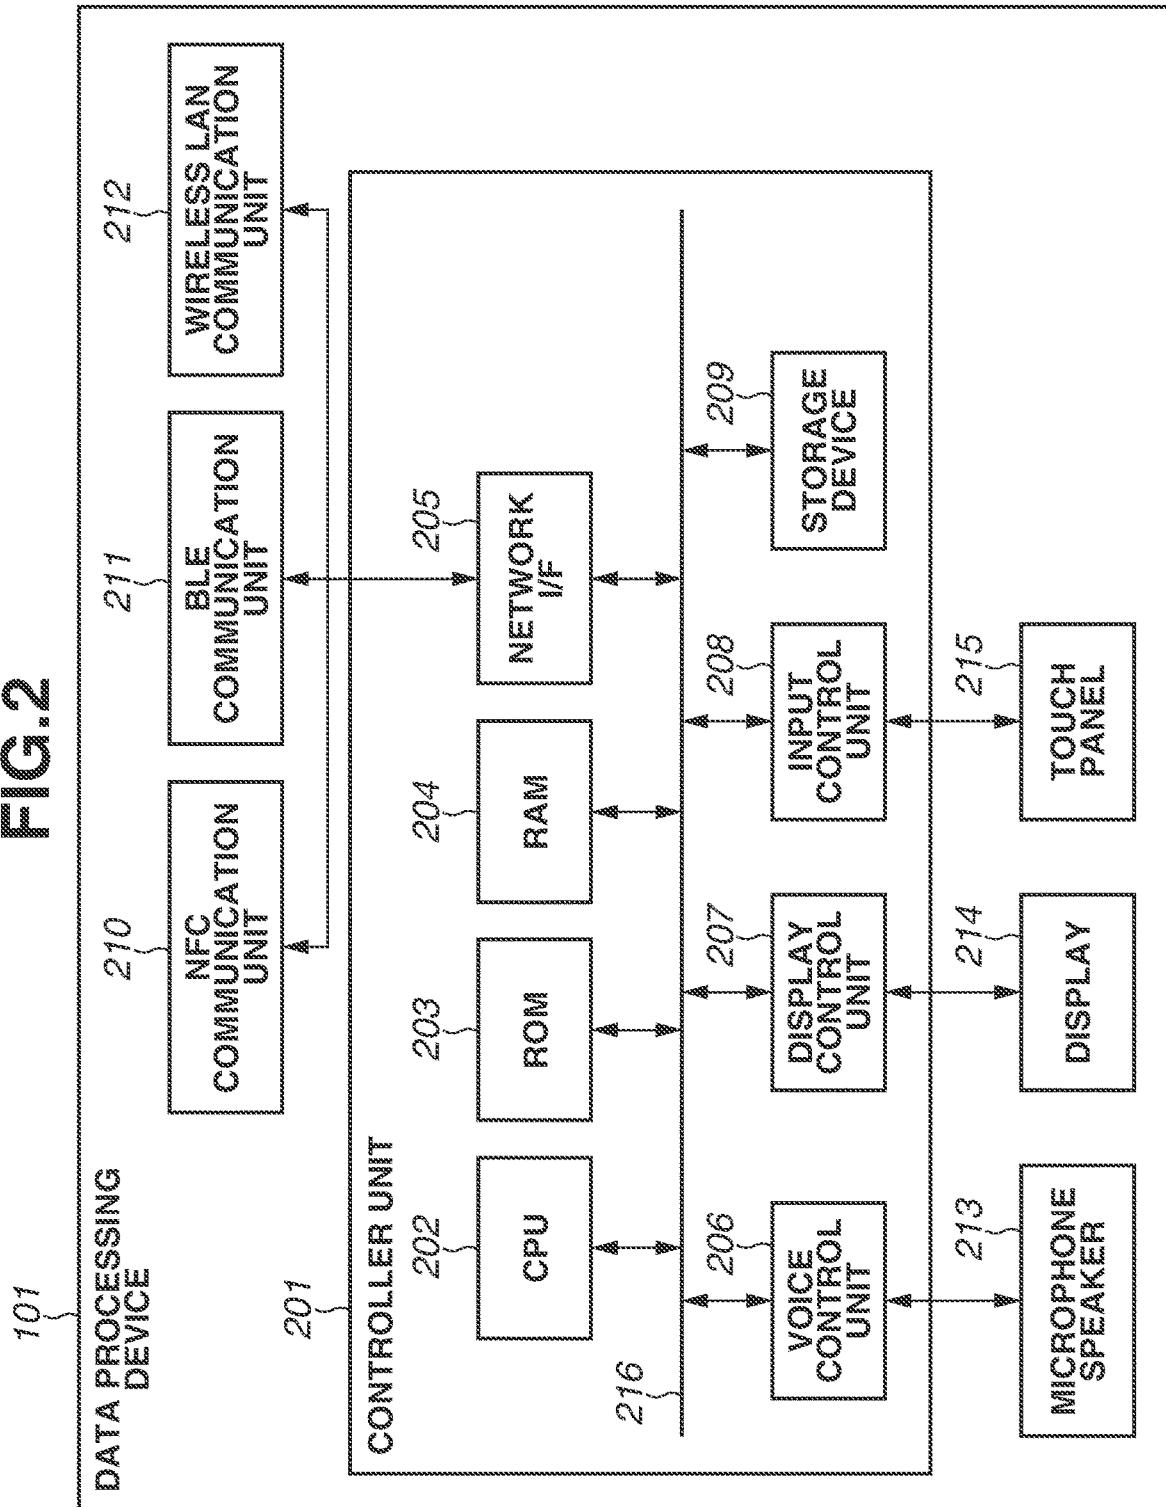 FIG.2
101
DATA PROCESSING
DEVICE
210
NFC
COMMUNICATION
UNIT
211
BLE
COMMUNICATION
UNIT
212
WIRELESS LAN
COMMUNICATION
UNIT
201
CONTROLLER UNIT
202
CPU
203
ROM
204
RAM
205
NETWORK
I/F
216
206
VOICE
CONTROL
UNIT
207
DISPLAY
CONTROL
UNIT
208
INPUT
CONTROL
UNIT
209
STORAGE
DEVICE
213
MICROPHONE
SPEAKER
214
DISPLAY
215
TOUCH
PANEL